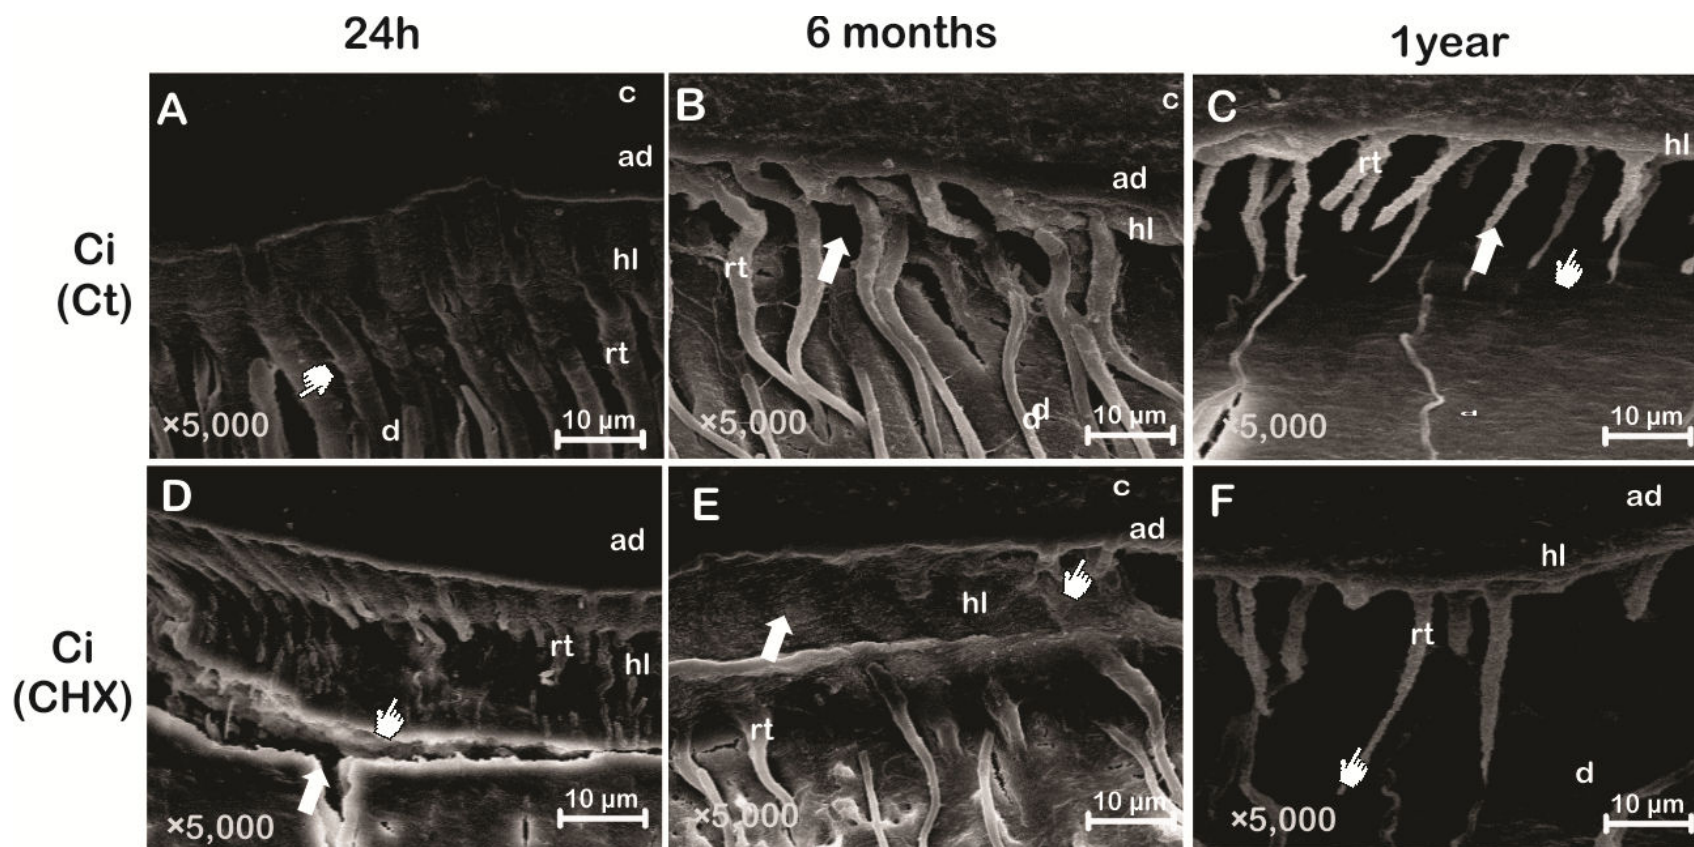 24h
6 months
1year
Ci
(Ct)
A
c
ad
hl
rt
d
×5,000
10 µm
B
c
ad
hl
rt
d
d
×5,000
10 µm
C
hl
rt
×5,000
10 µm
Ci
(CHX)
D
ad
rt
hl
×5,000
10 µm
E
c
ad
hl
rt
×5,000
10 µm
F
ad
hl
rt
d
×5,000
10 µm